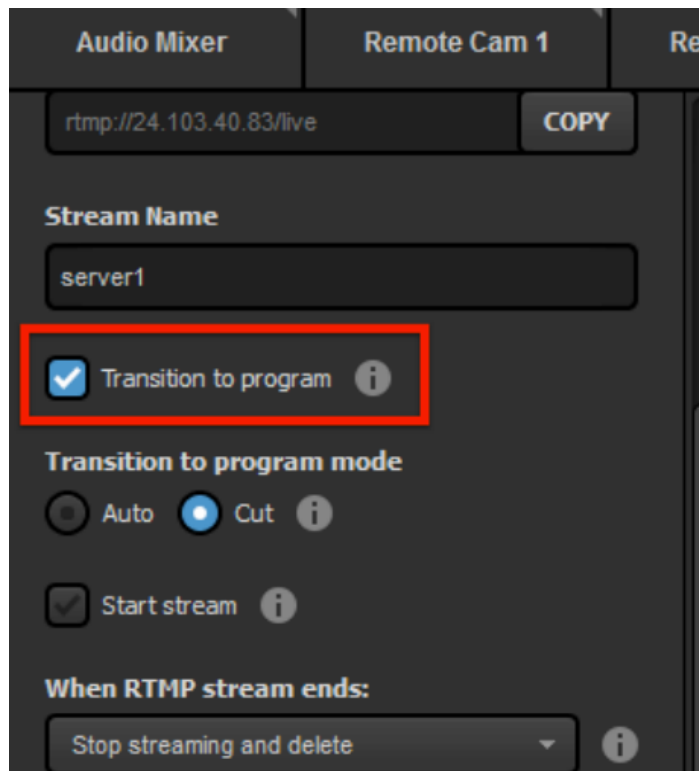 Audio Mixer
Remote Cam 1
Re
rtmp://24.103.40.83/live
COPY
Stream Name
server1
Transition to program
Transition to program mode
Auto
Cut
Start stream
When RTMP stream ends:
Stop streaming and delete